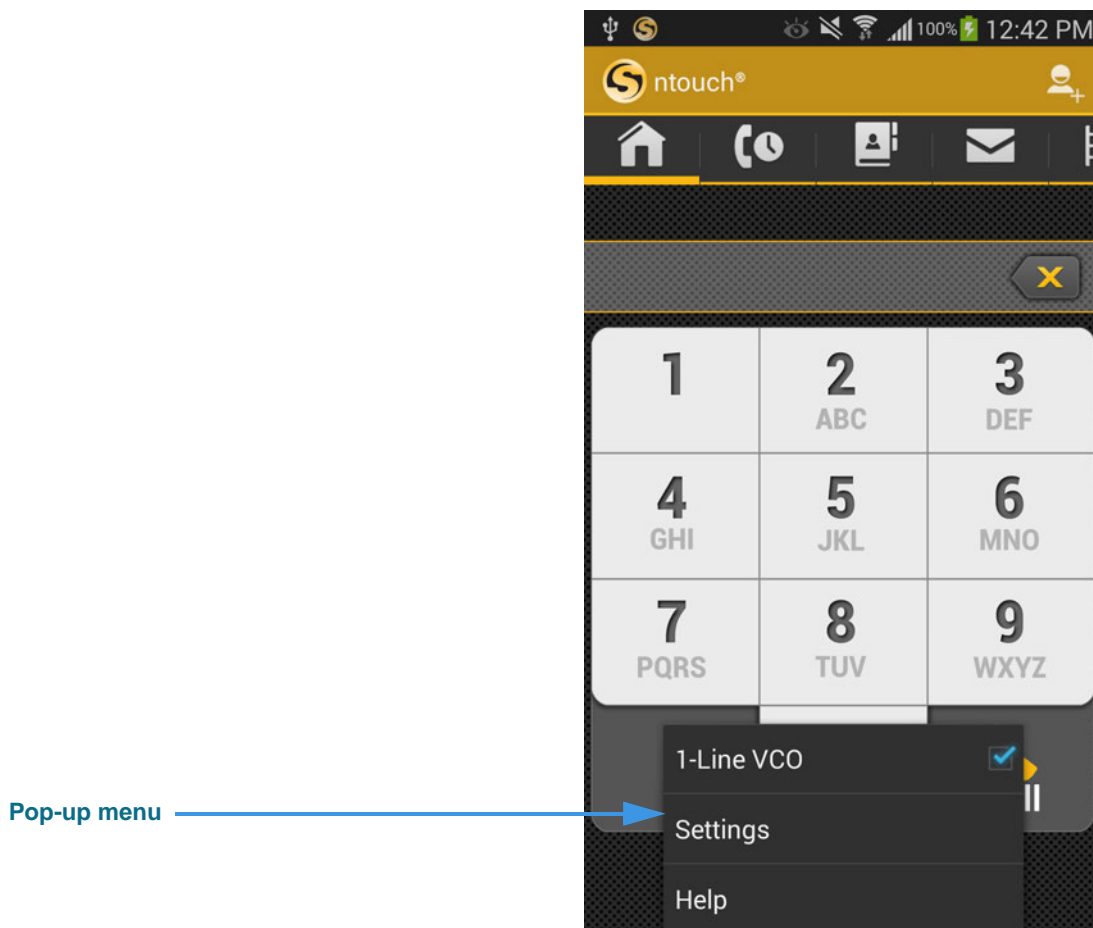 100% 12:42 PM
ntouch®
1 2 3
ABC DEF
4 5 6
GHI JKL MNO
7 8 9
PQRS TUV WXYZ
1-Line VCO
Pop-up menu
Settings
Help